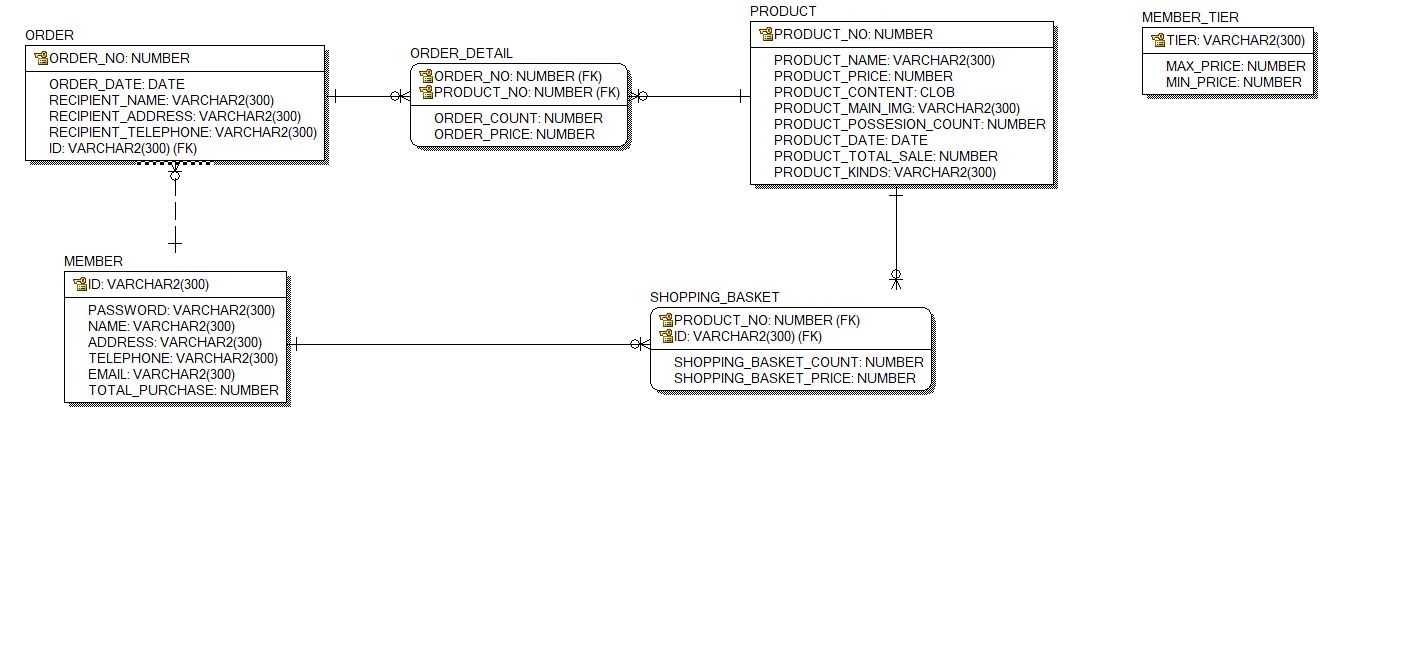 ORDER
ORDER_NO: NUMBER
ORDER_DATE: DATE
RECIPIENT_NAME: VARCHAR2(300)
RECIPIENT_ADDRESS: VARCHAR2(300)
RECIPIENT_TELEPHONE: VARCHAR2(300)
ID: VARCHAR2(300) (FK)
ORDER_DETAIL
ORDER_NO: NUMBER (FK)
PRODUCT_NO: NUMBER (FK)
ORDER_COUNT: NUMBER
ORDER_PRICE: NUMBER
PRODUCT
PRODUCT_NO: NUMBER
PRODUCT_NAME: VARCHAR2(300)
PRODUCT_PRICE: NUMBER
PRODUCT_CONTENT: CLOB
PRODUCT_MAIN_IMG: VARCHAR2(300)
PRODUCT_POSSESION_COUNT: NUMBER
PRODUCT_DATE: DATE
PRODUCT_TOTAL_SALE: NUMBER
PRODUCT_KINDS: VARCHAR2(300)
MEMBER_TIER
TIER: VARCHAR2(300)
MAX_PRICE: NUMBER
MIN_PRICE: NUMBER
MEMBER
ID: VARCHAR2(300)
PASSWORD: VARCHAR2(300)
NAME: VARCHAR2(300)
ADDRESS: VARCHAR2(300)
TELEPHONE: VARCHAR2(300)
EMAIL: VARCHAR2(300)
TOTAL_PURCHASE: NUMBER
SHOPPING_BASKET
PRODUCT_NO: NUMBER (FK)
ID: VARCHAR2(300) (FK)
SHOPPING_BASKET_COUNT: NUMBER
SHOPPING_BASKET_PRICE: NUMBER